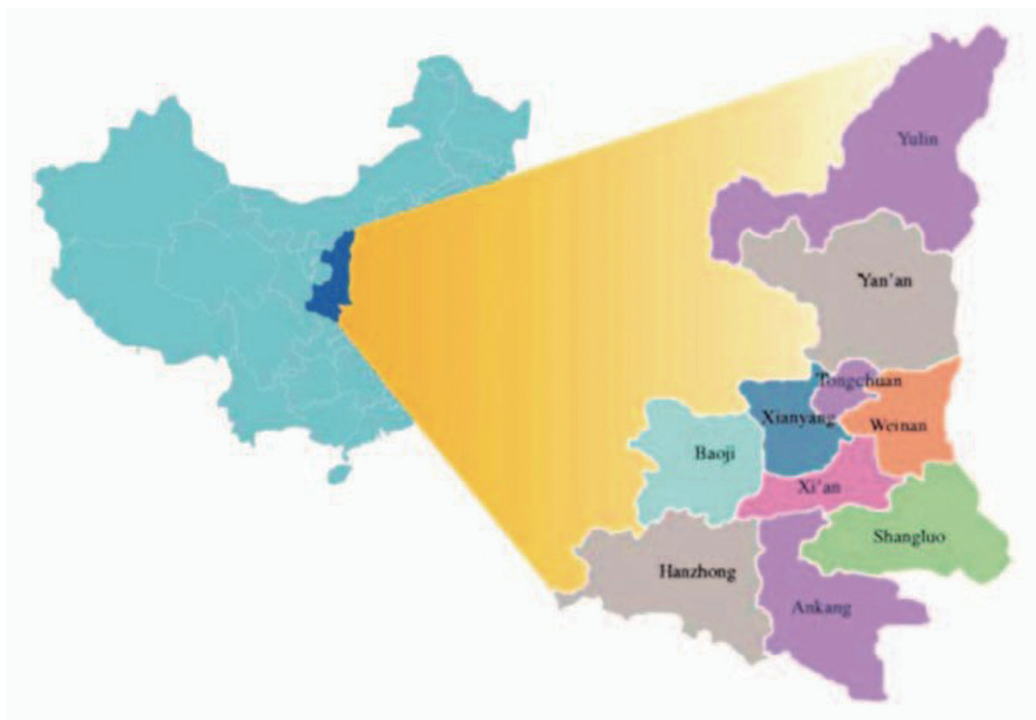 Yulin
Yan'an
Tongchuan
Xianyang
Weinan
Baoji
Xi'an
Shangluo
Hanzhong
Ankang